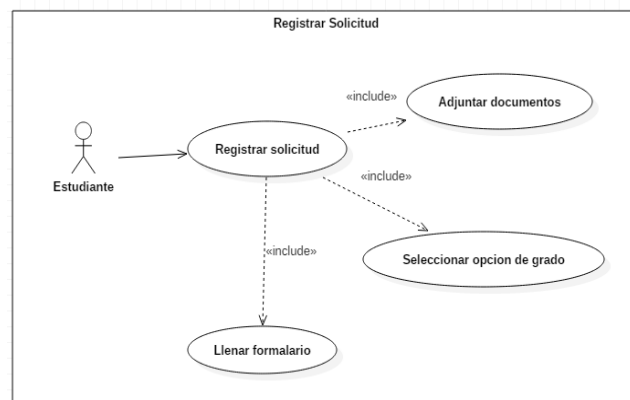 Registrar Solicitud
«include»
Adjuntar documentos
Registrar solicitud
Estudiante
«include»
Seleccionar opcion de grado
«include»
Llenar formalario